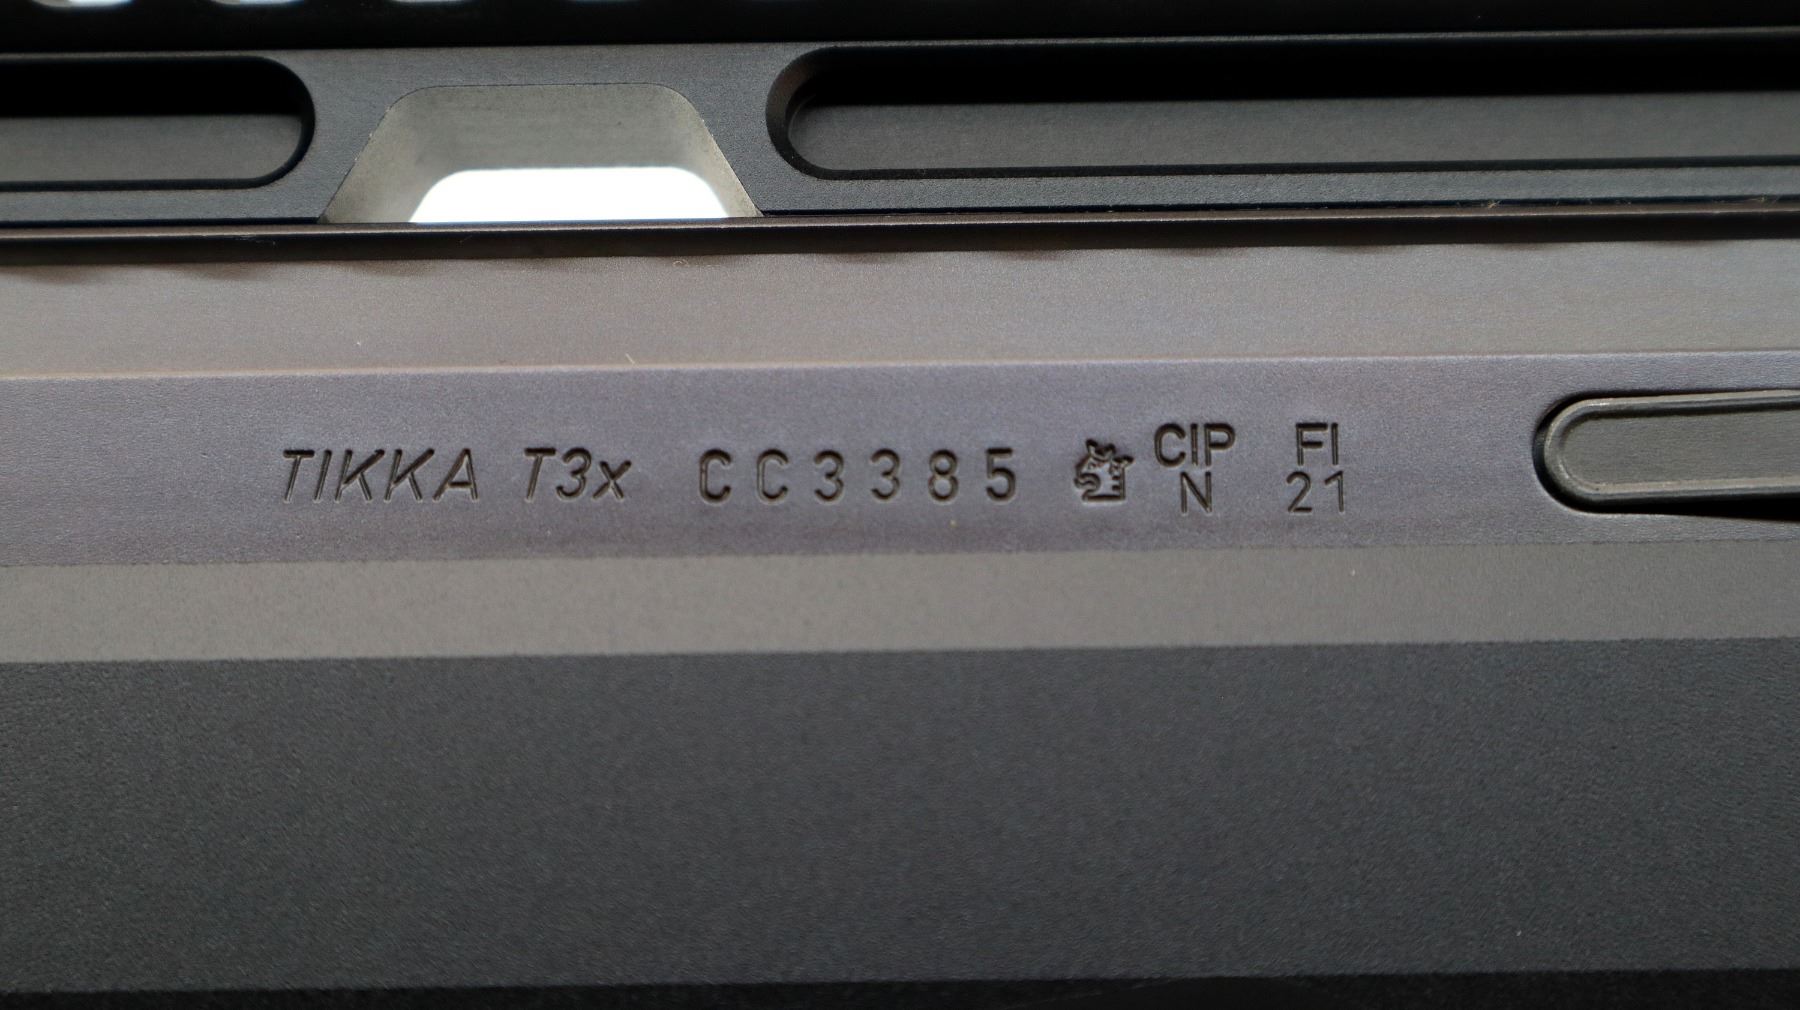 TIKKA T3x CC3385 CIP FI
N 21